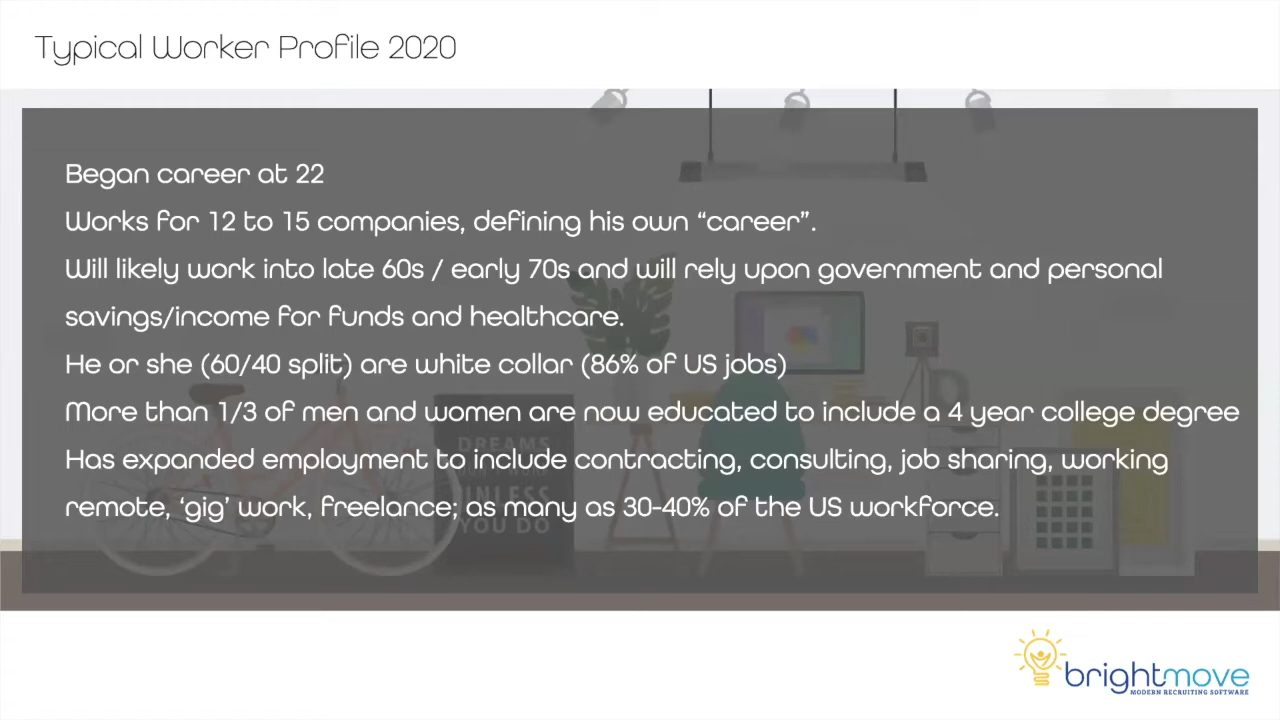 Typical Worker Profile 2020
Began career at 22
Works for 12 to 15 companies, defining his own “career”.
Will likely work into late 60s / early 70s and will rely upon government and personal
savings/income for funds and healthcare.
He or she (60/40 split) are white collar (86% of US jobs)
More than 1/3 of men and women are now educated to include a 4 year college degree
Has expanded employment to include contracting, consulting, job sharing, working
remote, ‘gig’ work, freelance; as many as 30-40% of the US workforce.
DREAMS
UNLESS
YOU DO
brightmove
MODERN RECRUITING SOFTWARE